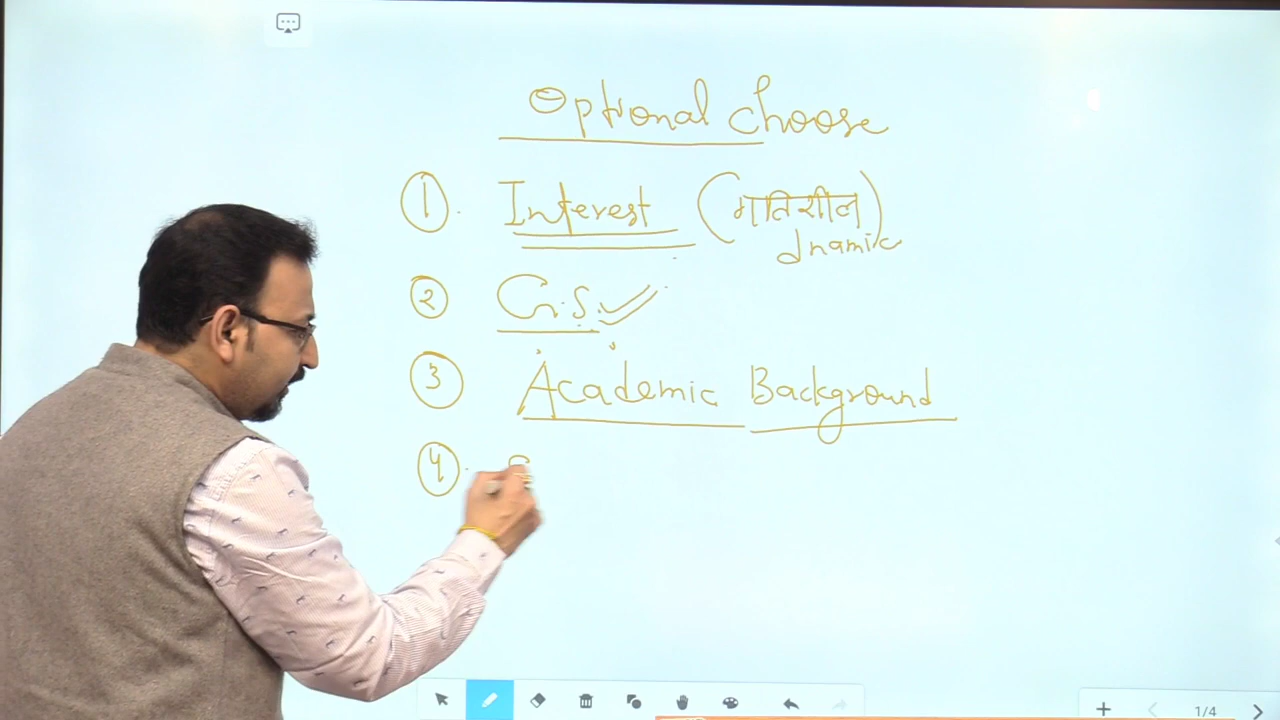 Optional choose
① Interest (गतिशील)
dnamic
② G.S.
③ Academic Background
④
1/4